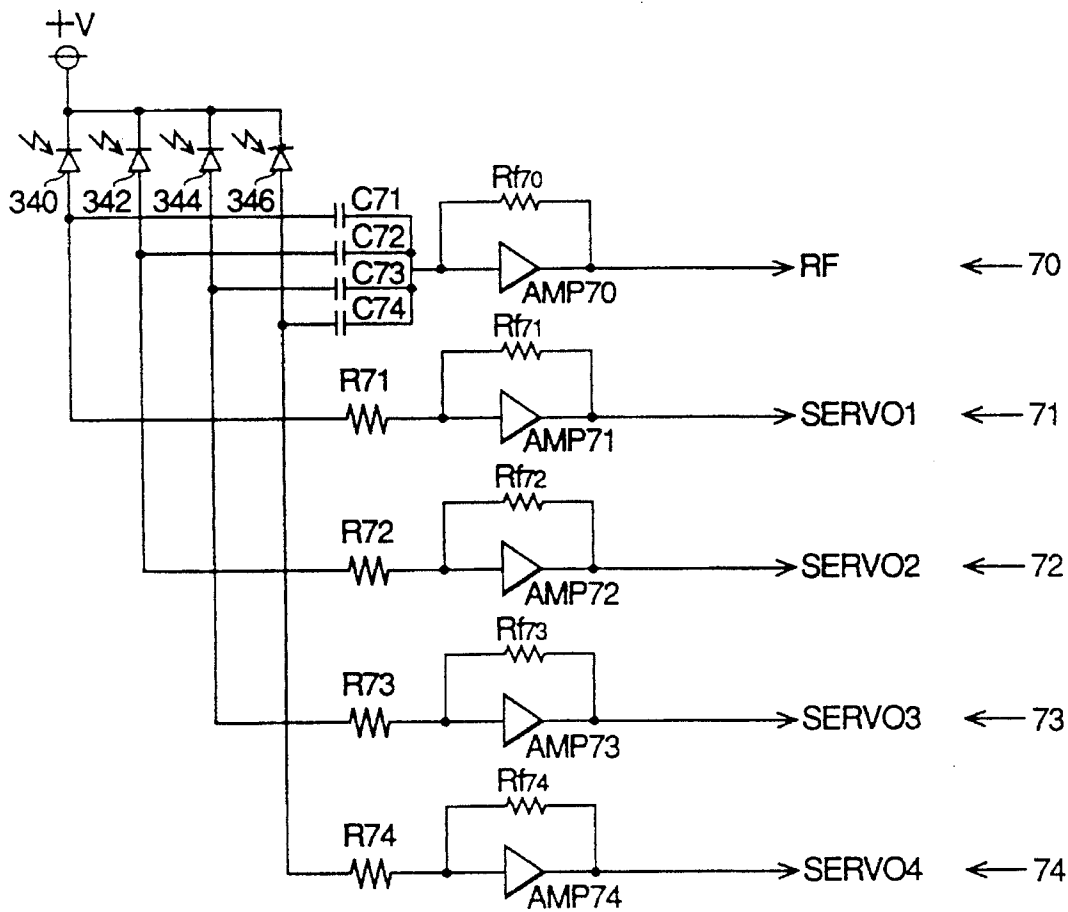 +V
340 342 344 346
C71
C72
C73
C74
Rf70
AMP70
RF
70
R71
Rf71
AMP71
SERVO1
71
R72
Rf72
AMP72
SERVO2
72
R73
Rf73
AMP73
SERVO3
73
R74
Rf74
AMP74
SERVO4
74